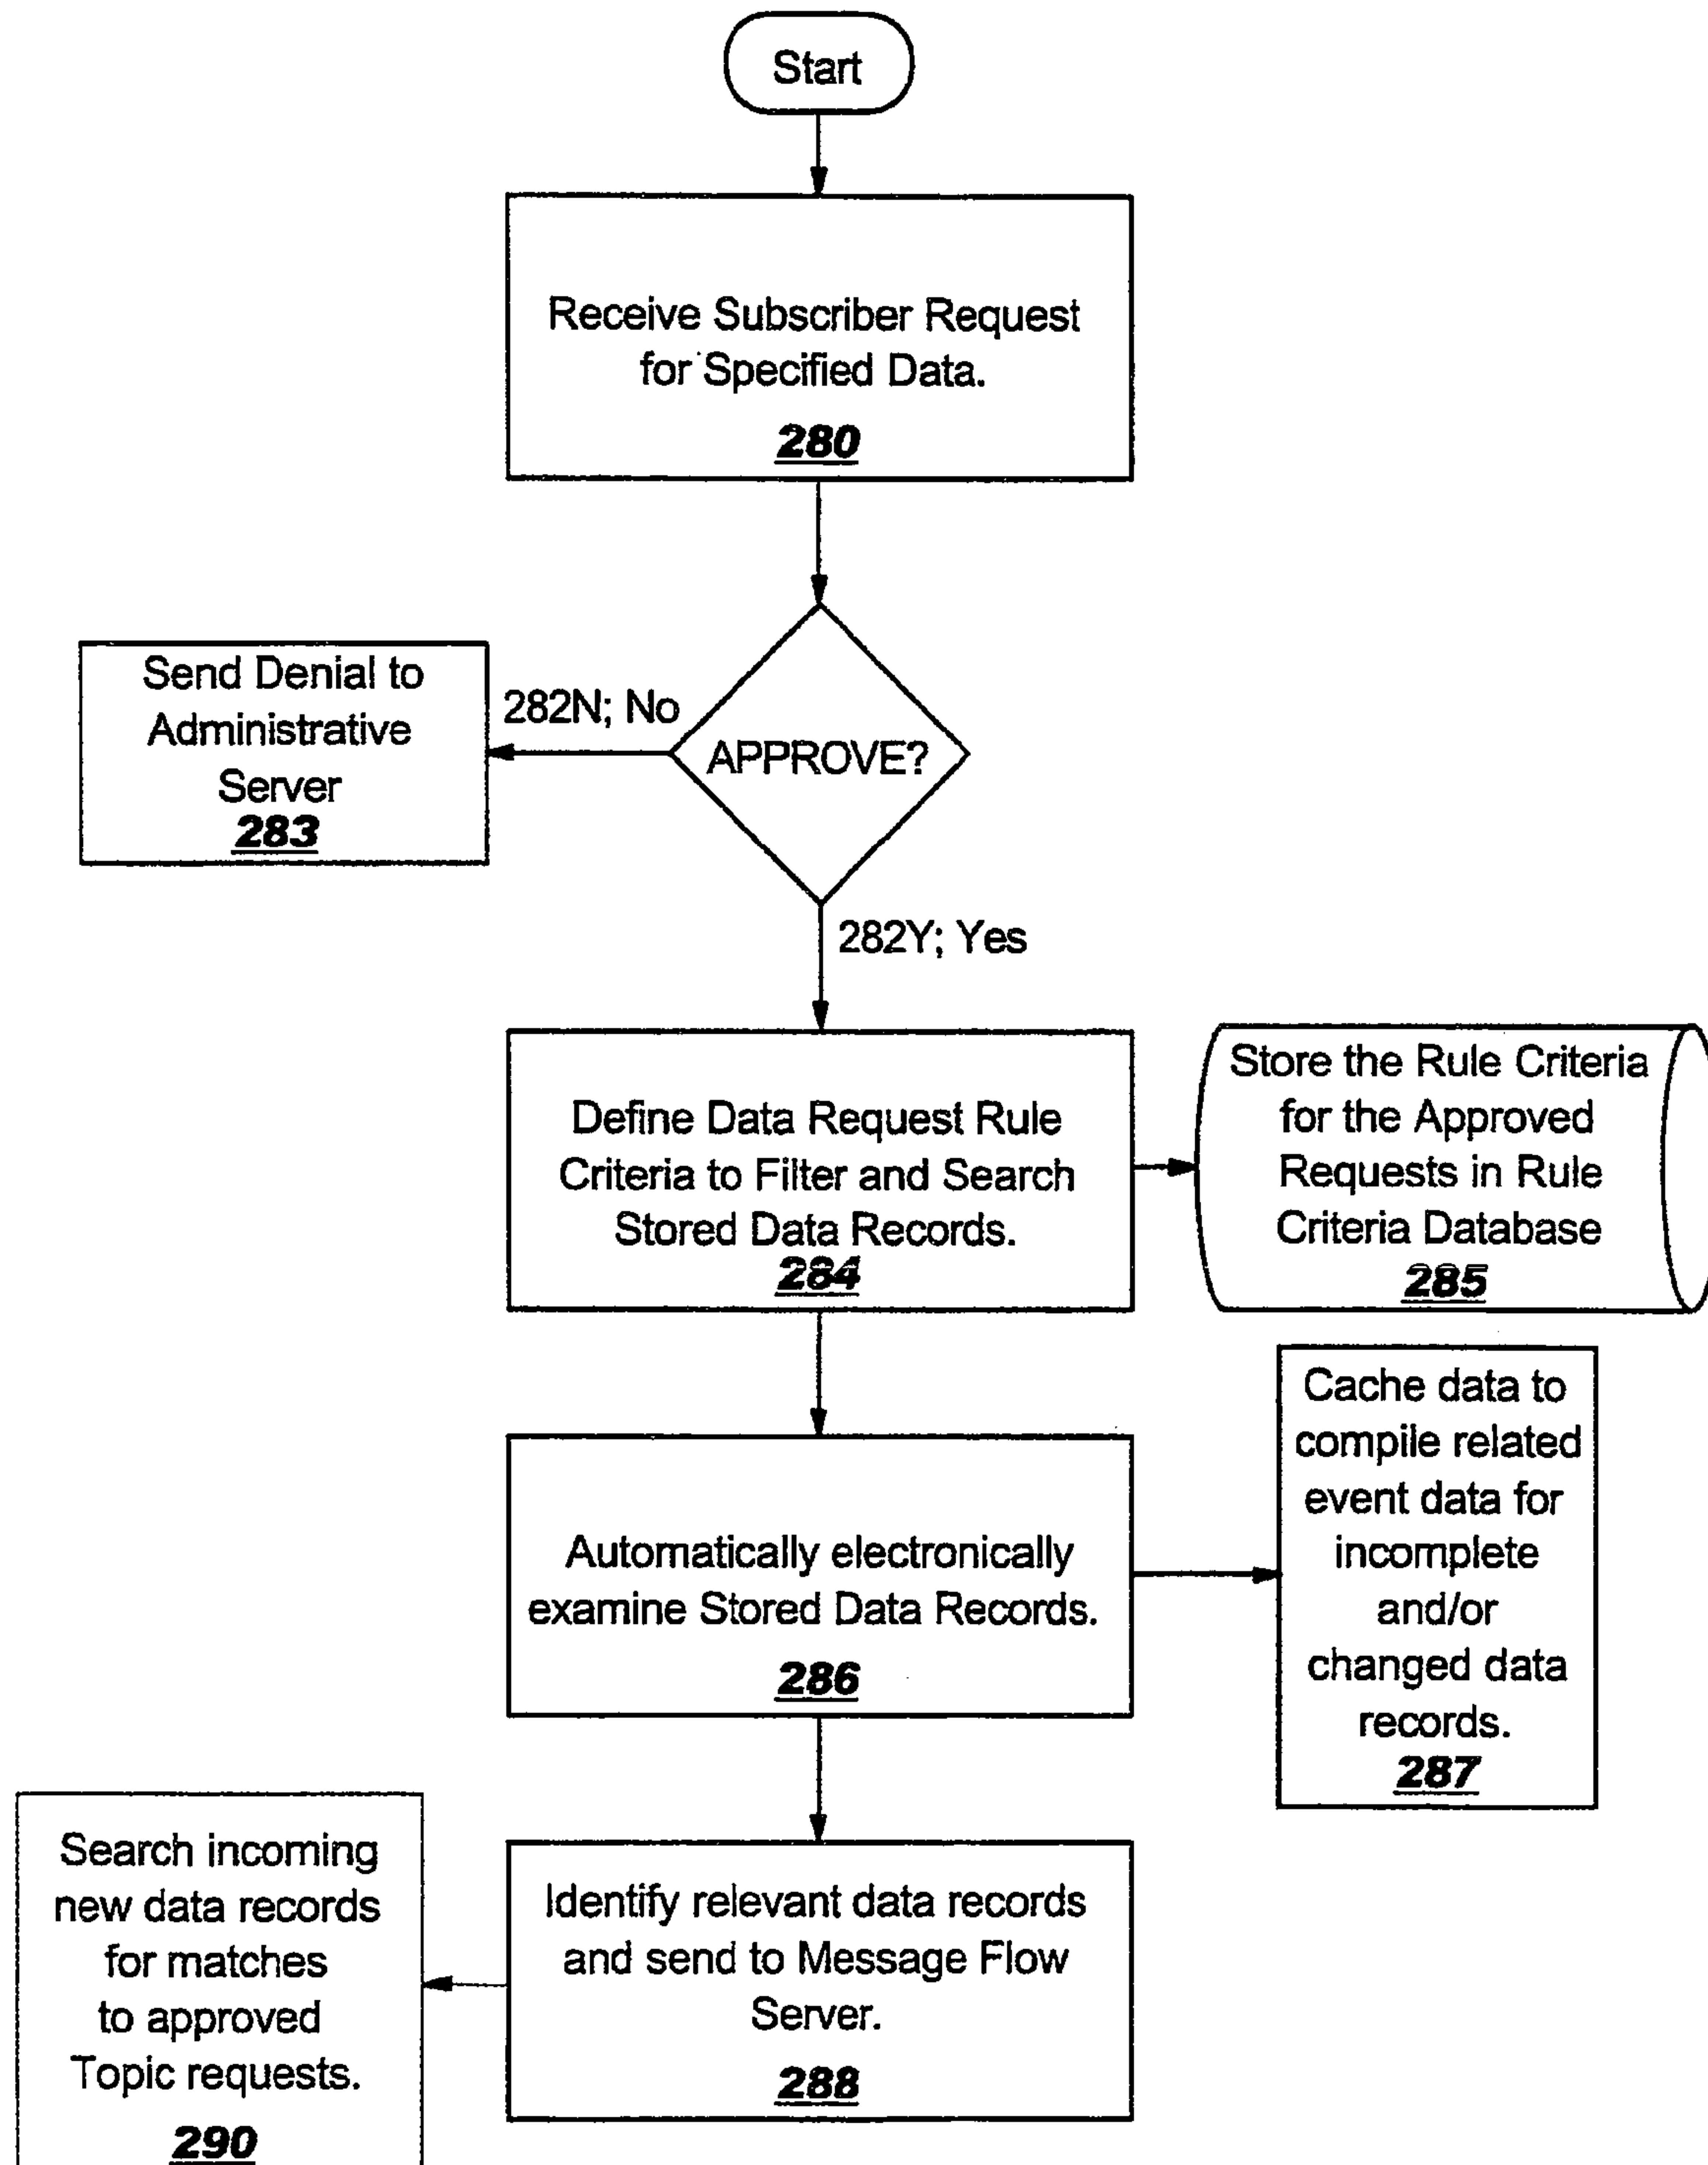 Start
Receive Subscriber Request
for Specified Data.
280
Send Denial to
Administrative
Server
283
282N; No
APPROVE?
282Y; Yes
Define Data Request Rule
Criteria to Filter and Search
Stored Data Records.
284
Store the Rule Criteria
for the Approved
Requests in Rule
Criteria Database
285
Automatically electronically
examine Stored Data Records.
286
Cache data to
compile related
event data for
incomplete
and/or
changed data
records.
287
Identify relevant data records
and send to Message Flow
Server.
288
Search incoming
new data records
for matches
to approved
Topic requests.
290